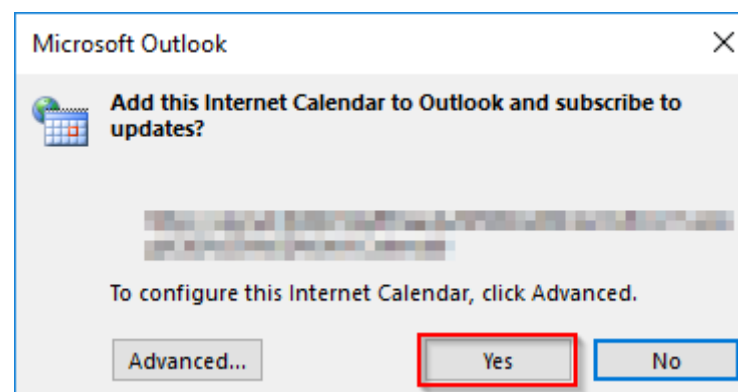 Microsoft Outlook
Add this Internet Calendar to Outlook and subscribe to
updates?
To configure this Internet Calendar, click Advanced.
Advanced...
Yes
No